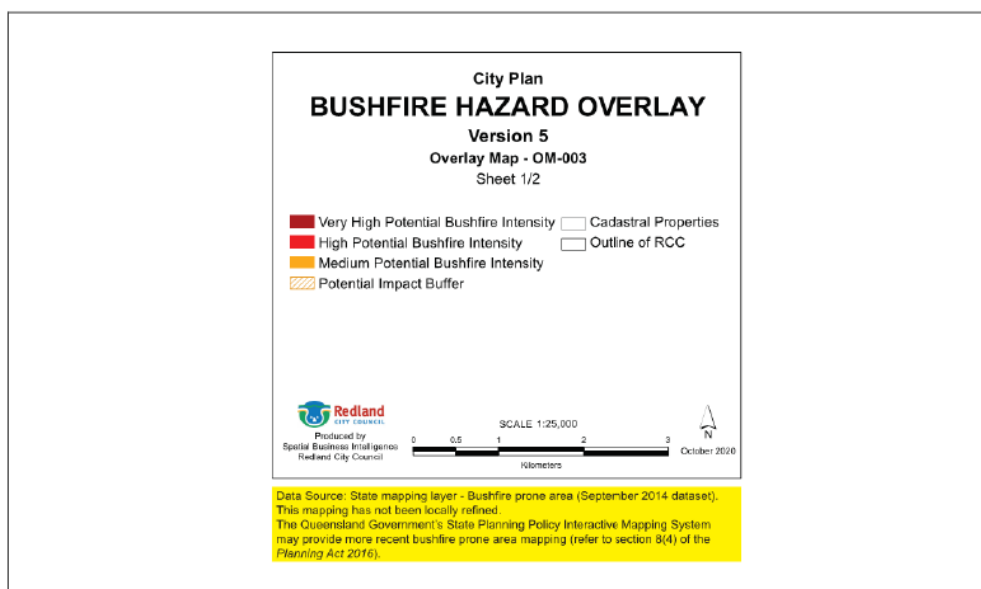 City Plan
BUSHFIRE HAZARD OVERLAY
Version 5
Overlay Map - OM-003
Sheet 1/2
Very High Potential Bushfire Intensity
High Potential Bushfire Intensity
Medium Potential Bushfire Intensity
Potential Impact Buffer
Cadastral Properties
Outline of RCC
Redland
CITY COUNCIL
Produced by
Spatial Business Intelligence
Redland City Council
SCALE 1:25,000
0 0.5 1 2 3
Kilometers
N
October 2020
Data Source: State mapping layer - Bushfire prone area (September 2014 dataset).
This mapping has not been locally refined.
The Queensland Government's State Planning Policy Interactive Mapping System
may provide more recent bushfire prone area mapping (refer to section 8(4) of the
Planning Act 2016).